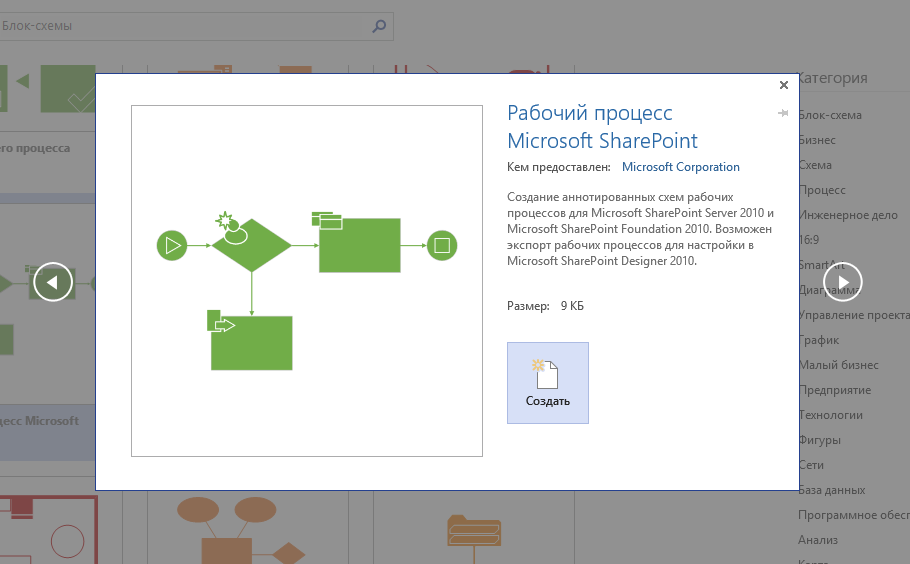 Блок-схемы
его процесса
цесс Microsoft
Рабочий процесс
Microsoft SharePoint
Кем предоставлен: Microsoft Corporation
Создание аннотированных схем рабочих
процессов для Microsoft SharePoint Server 2010 и
Microsoft SharePoint Foundation 2010. Возможен
экспорт рабочих процессов для настройки в
Microsoft SharePoint Designer 2010.
Размер: 9 КБ
Создать
Категория
Блок-схема
Бизнес
Схема
Процесс
Инженерное дело
16:9
SmartArt
Диаграмма
Управление проекта
График
Малый бизнес
Предприятие
Технологии
Фигуры
Сети
База данных
Программное обесп
Анализ